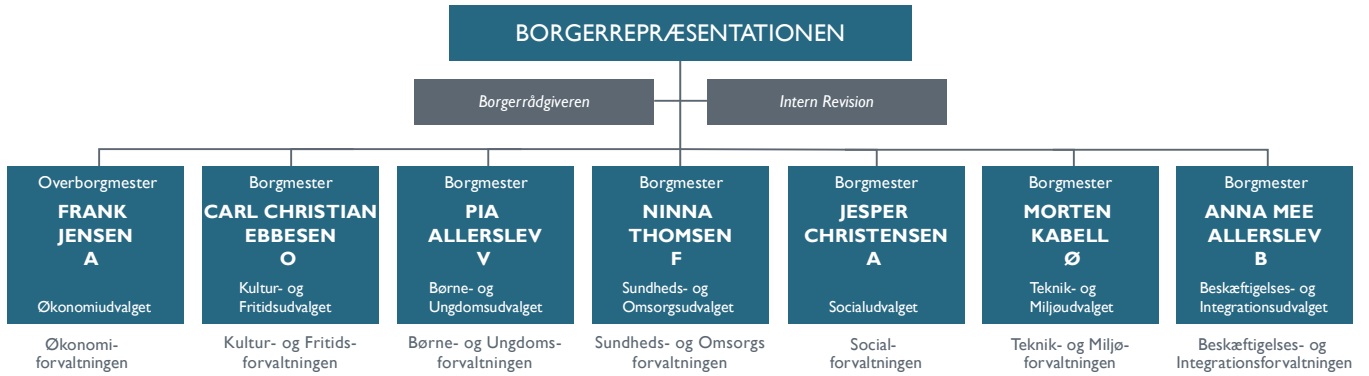 BORGERREPRÆSENTATIONEN
Borgerrådgiveren
Intern Revision
Overborgmester
FRANK
JENSEN
A
Økonomiudvalget
Økonomi-
forvaltningen
Borgmester
CARL CHRISTIAN
EBBESEN
O
Kultur- og
Fritidsudvalget
Kultur- og Fritids-
forvaltningen
Borgmester
PIA
ALLERSLEV
V
Børne- og
Ungdomsudvalget
Børne- og Ungdoms-
forvaltningen
Borgmester
NINNA
THOMSEN
F
Sundheds- og
Omsorgsudvalget
Sundheds- og Omsorgs
forvaltningen
Borgmester
JESPER
CHRISTENSEN
A
Socialudvalget
Social-
forvaltningen
Borgmester
MORTEN
KABELL
Ø
Teknik- og
Miljøudvalget
Teknik- og Miljø-
forvaltningen
Borgmester
ANNA MEE
ALLERSLEV
B
Beskæftigelses- og
Integrationsudvalget
Beskæftigelses- og
Integrationsforvaltningen